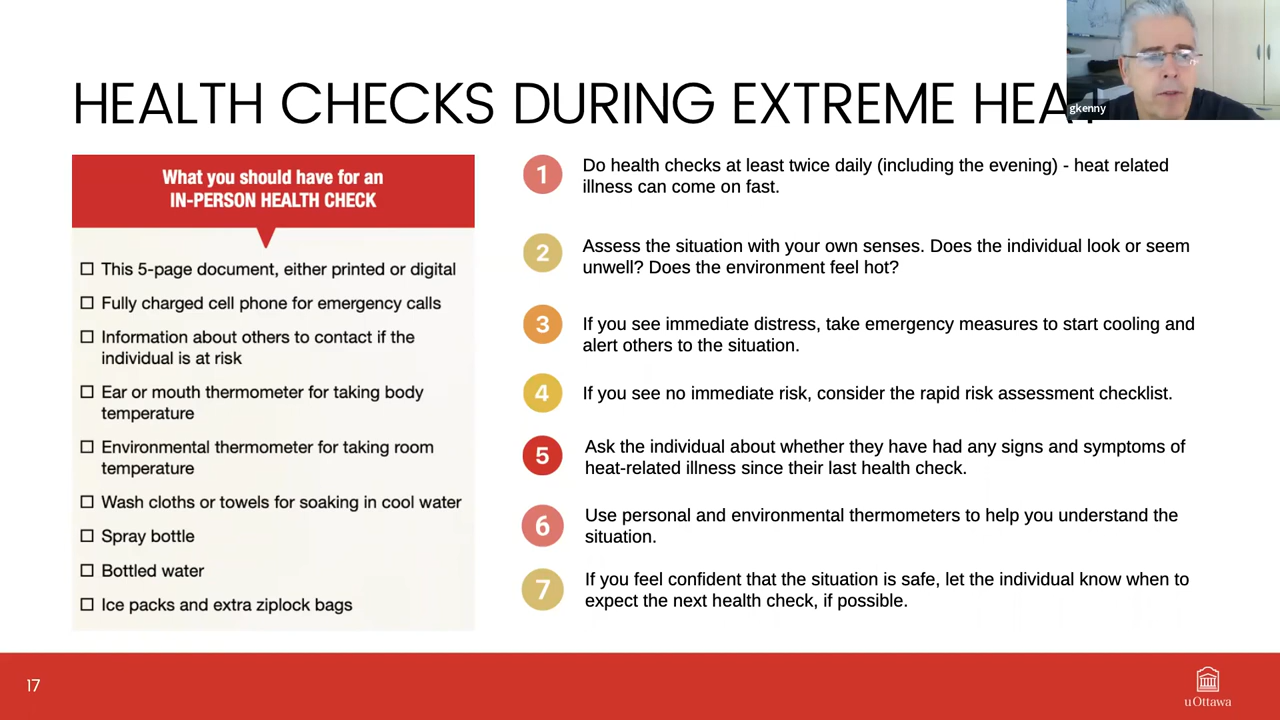 HEALTH CHECKS DURING EXTREME HEAT
gkenny
What you should have for an
IN-PERSON HEALTH CHECK
☐ This 5-page document, either printed or digital
☐ Fully charged cell phone for emergency calls
☐ Information about others to contact if the
individual is at risk
☐ Ear or mouth thermometer for taking body
temperature
☐ Environmental thermometer for taking room
temperature
☐ Wash cloths or towels for soaking in cool water
☐ Spray bottle
☐ Bottled water
☐ Ice packs and extra ziplock bags
1 Do health checks at least twice daily (including the evening) - heat related
illness can come on fast.
2 Assess the situation with your own senses. Does the individual look or seem
unwell? Does the environment feel hot?
3 If you see immediate distress, take emergency measures to start cooling and
alert others to the situation.
4 If you see no immediate risk, consider the rapid risk assessment checklist.
5 Ask the individual about whether they have had any signs and symptoms of
heat-related illness since their last health check.
6 Use personal and environmental thermometers to help you understand the
situation.
7 If you feel confident that the situation is safe, let the individual know when to
expect the next health check, if possible.
17
uOttawa